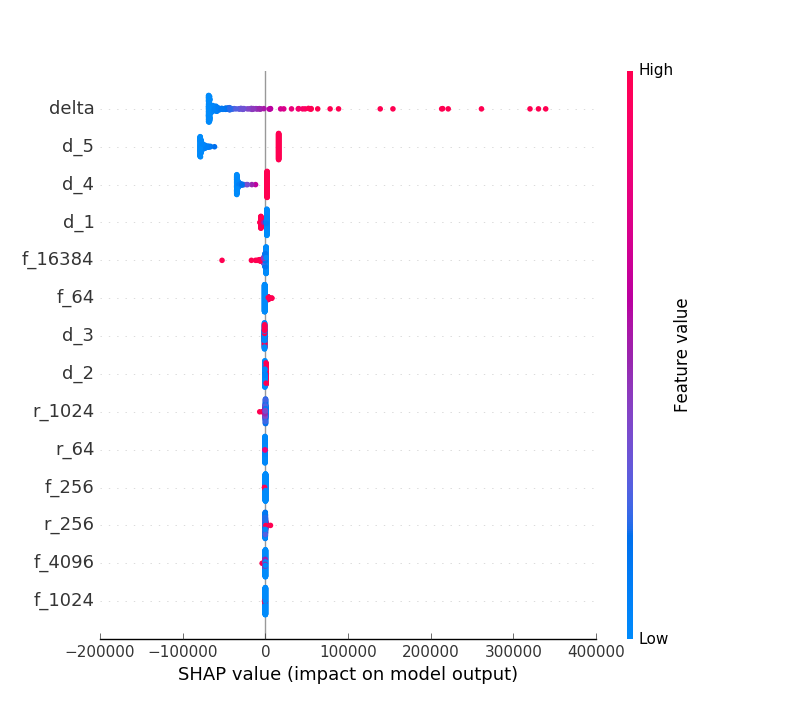 High
delta
d_5
d_4
d_1
f_16384
f_64
d_3
d_2
r_1024
r_64
f_256
r_256
f_4096
f_1024
Feature value
Low
−200000 −100000 0 100000 200000 300000 400000
SHAP value (impact on model output)